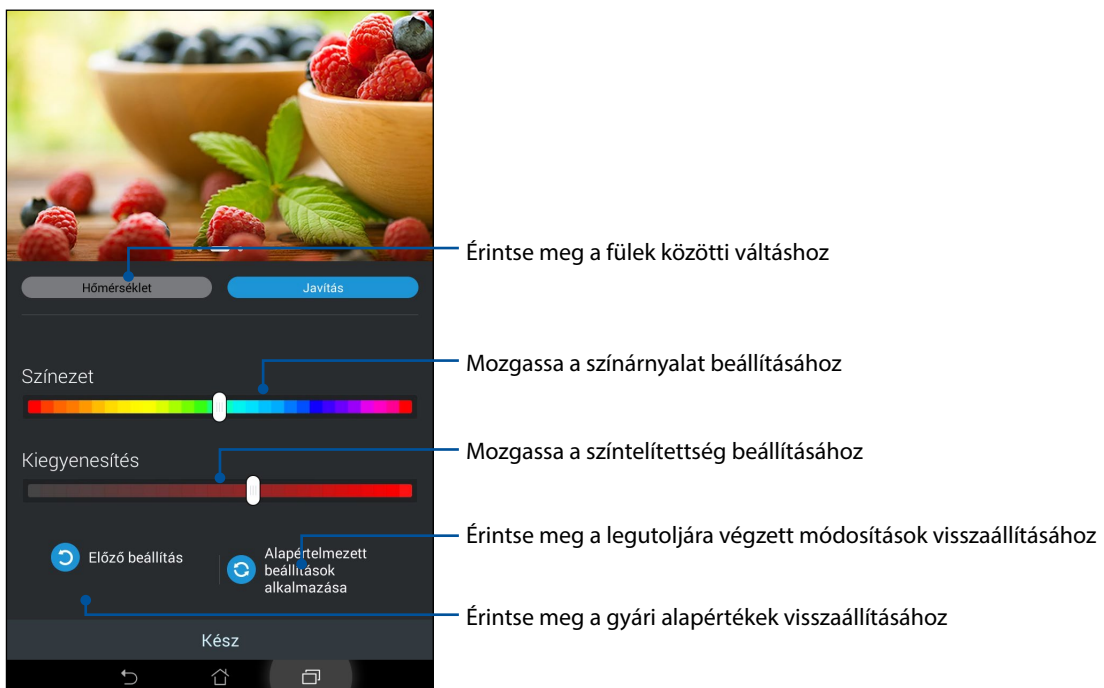 Érintse meg a fülek közötti váltáshoz
Hőmérséklet
Javítás
Mozgassa a színárnyalat beállításához
Színezet
Mozgassa a színtelítettség beállításához
Kiegyenesítés
Érintse meg a legutoljára végzett módosítások visszaállításához
Előző beállítás
Alapértelmezett
beállítások
alkalmazása
Érintse meg a gyári alapértékek visszaállításához
Kész